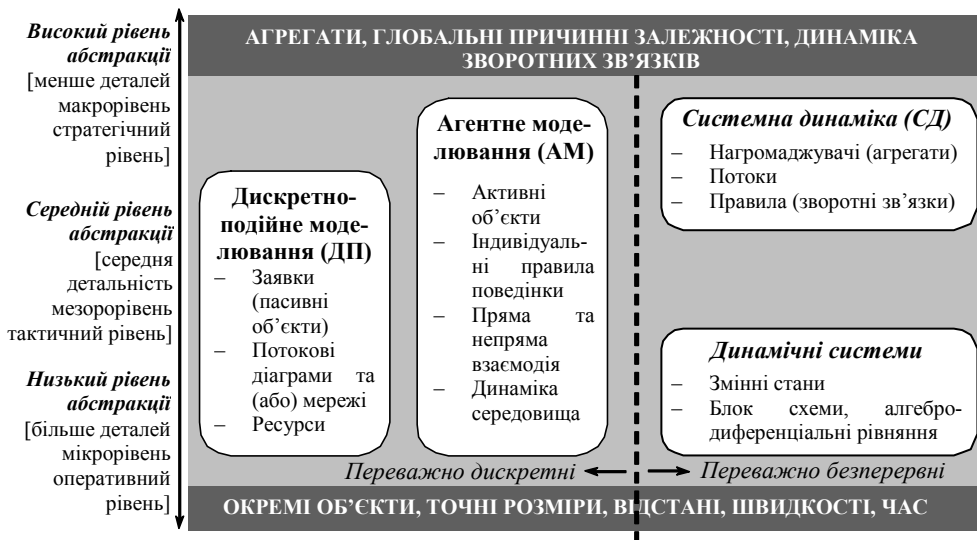 Високий рівень
абстракції
[менше деталей
макрорівень
стратегічний
рівень]
Середній рівень
абстракції
[середня
детальність
мезорорівень
тактичний рівень]
Низький рівень
абстракції
[більше деталей
мікрорівень
оперативний
рівень]
АГРЕГАТИ, ГЛОБАЛЬНІ ПРИЧИННІ ЗАЛЕЖНОСТІ, ДИНАМІКА
ЗВОРОТНИХ ЗВ’ЯЗКІВ
Дискретно-
подійне моде-
лювання (ДП)
– Заявки
(пасивні
об’єкти)
– Потокові
діаграми та
(або) мережі
– Ресурси
Агентне моде-
лювання (АМ)
– Активні
об’єкти
– Індивідуаль-
ні правила
поведінки
– Пряма та
непряма
взаємодія
– Динаміка
середовища
Системна динаміка (СД)
– Нагромаджувачі (агрегати)
– Потоки
– Правила (зворотні зв’язки)
Динамічні системи
– Змінні стани
– Блок схеми, алгебро-
диференціальні рівняння
Переважно дискретні
Переважно безперервні
ОКРЕМІ ОБ’ЄКТИ, ТОЧНІ РОЗМІРИ, ВІДСТАНІ, ШВИДКОСТІ, ЧАС